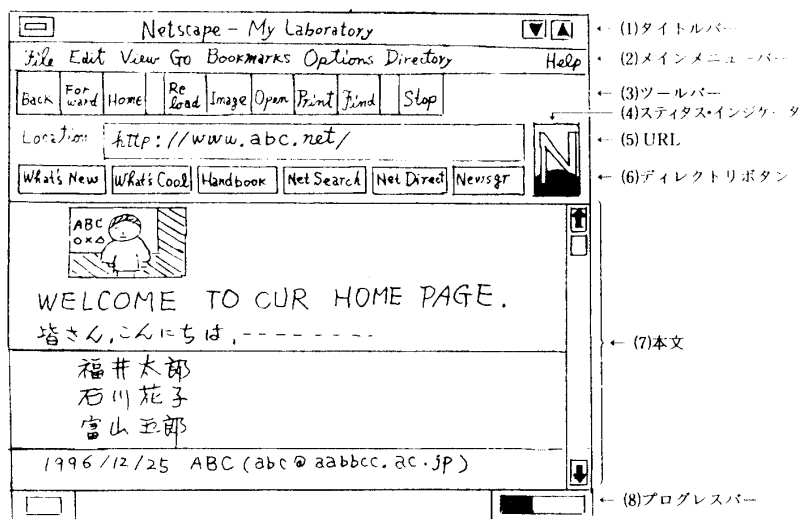 Netscape - My Laboratory
← (1)タイトルバー
File Edit View Go Bookmarks Options Directory Help
← (2)メインメニューバー
Back Forward Home Reload Image Open Print Find Stop
← (3)ツールバー
(4)スティタス・インジケータ
Location http://www.abc.net/
N
← (5) URL
What's New What's Cool Handbook Net Search Net Direct Newsgr
← (6)ディレクトリボタン
ABC
○×△
WELCOME TO CUR HOME PAGE.
皆さん,こんにちは,---------
← (7)本文
福井太郎
石川花子
富山五郎
1996/12/25 ABC (abc@aabbcc.ac.jp)
← (8)プログレスバー